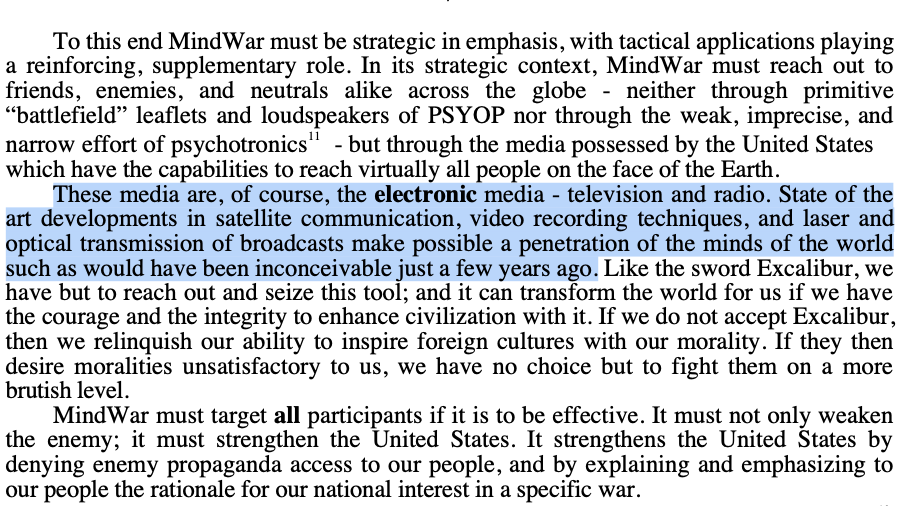 To this end MindWar must be strategic in emphasis, with tactical applications playing
a reinforcing, supplementary role. In its strategic context, MindWar must reach out to
friends, enemies, and neutrals alike across the globe - neither through primitive
“battlefield” leaflets and loudspeakers of PSYOP nor through the weak, imprecise, and
narrow effort of psychotronics11 - but through the media possessed by the United States
which have the capabilities to reach virtually all people on the face of the Earth.
These media are, of course, the electronic media - television and radio. State of the
art developments in satellite communication, video recording techniques, and laser and
optical transmission of broadcasts make possible a penetration of the minds of the world
such as would have been inconceivable just a few years ago. Like the sword Excalibur, we
have but to reach out and seize this tool; and it can transform the world for us if we have
the courage and the integrity to enhance civilization with it. If we do not accept Excalibur,
then we relinquish our ability to inspire foreign cultures with our morality. If they then
desire moralities unsatisfactory to us, we have no choice but to fight them on a more
brutish level.
MindWar must target all participants if it is to be effective. It must not only weaken
the enemy; it must strengthen the United States. It strengthens the United States by
denying enemy propaganda access to our people, and by explaining and emphasizing to
our people the rationale for our national interest in a specific war.